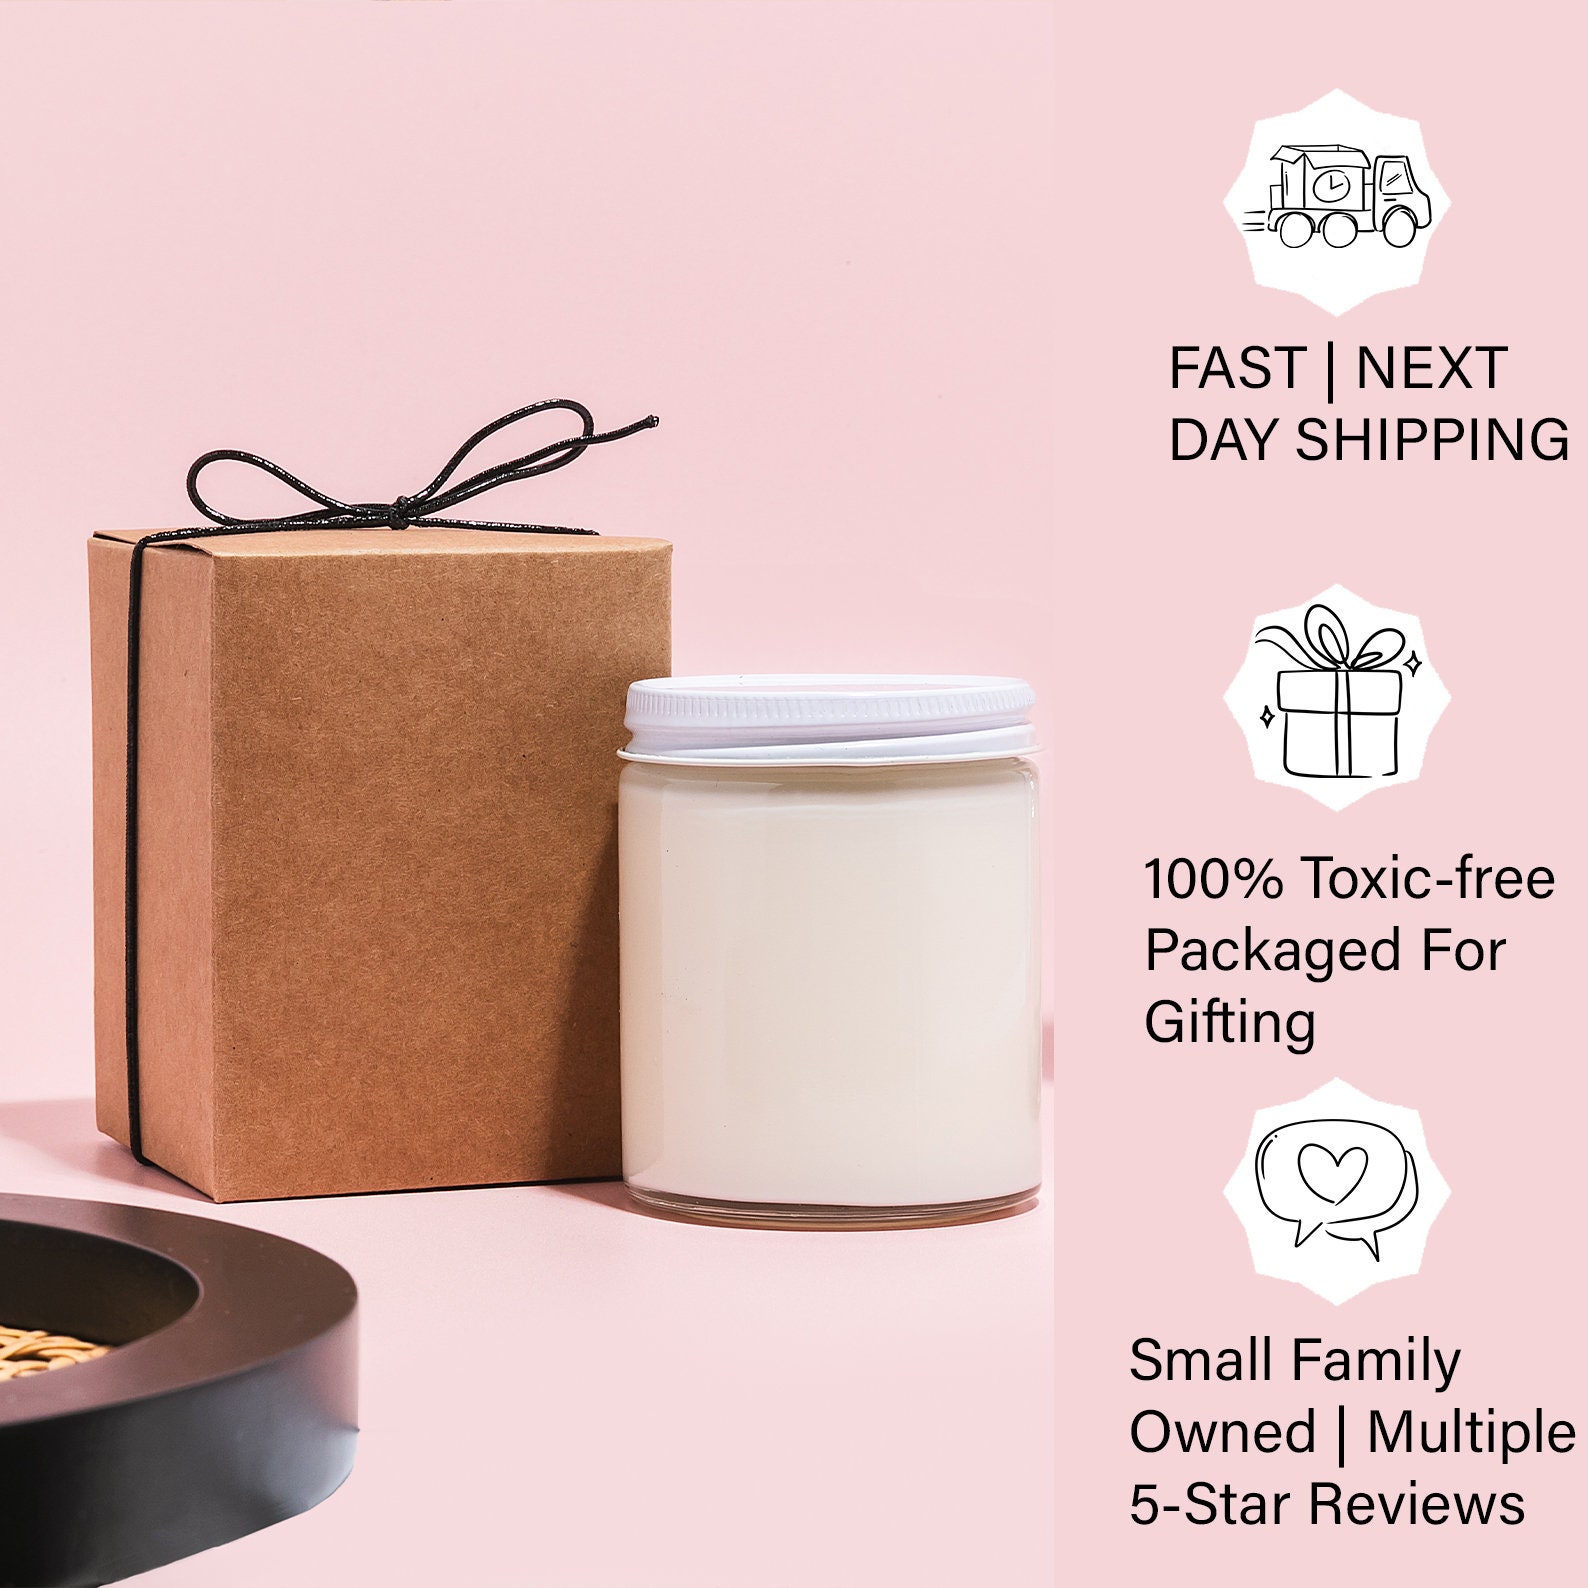 FAST | NEXT
DAY SHIPPING
100% Toxic-free
Packaged For
Gifting
Small Family
Owned | Multiple
5-Star Reviews